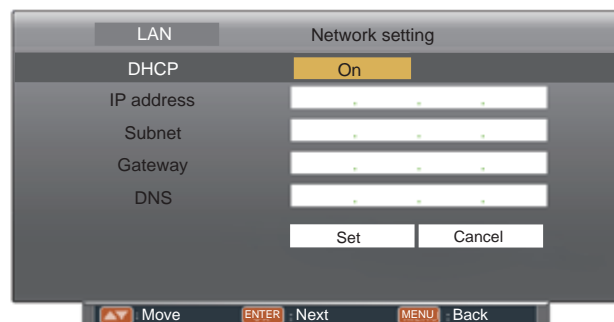 LAN Network setting
DHCP On
IP address . . .
Subnet . . .
Gateway . . .
DNS . . .
Set Cancel
▲▼ : Move ENTER : Next MENU : Back